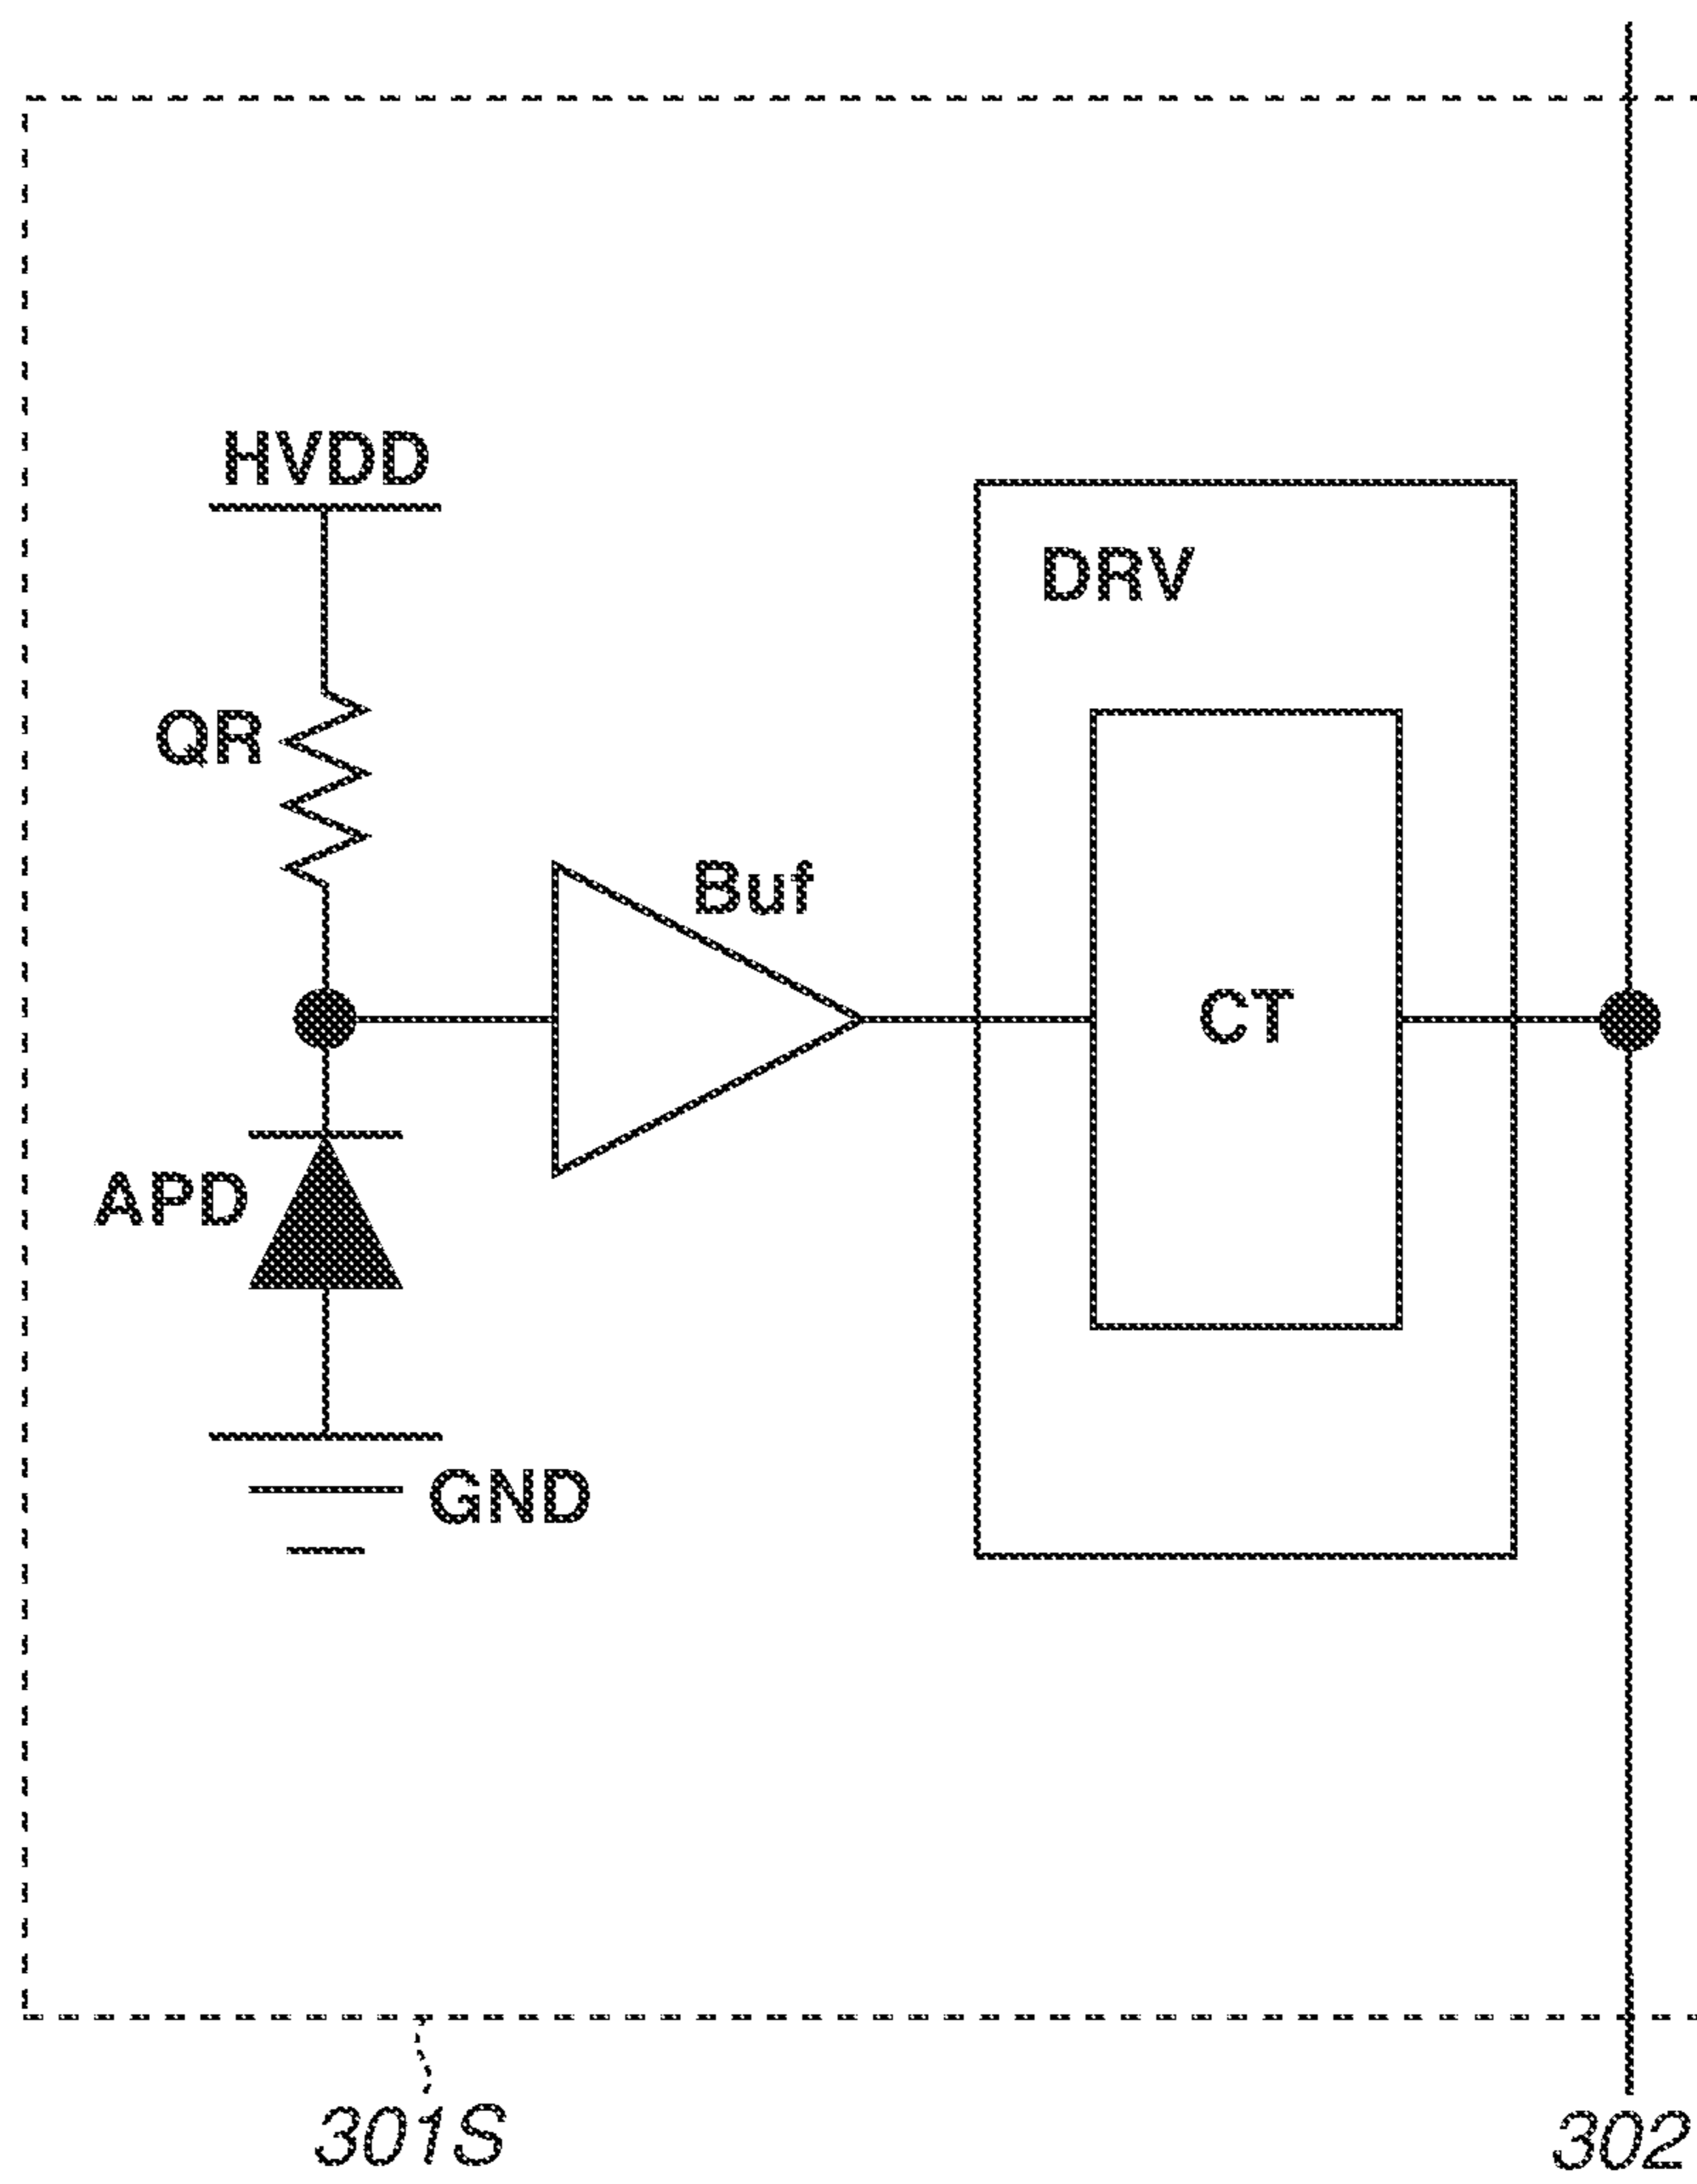 HVDD
DRV
QR
Buf
CT
APD
GND
301S
302